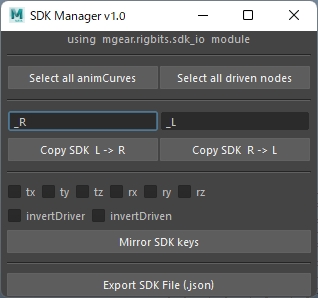 SDK Manager v1.0
using mgear.rigbits.sdk_io module
Select all animCurves Select all driven nodes
_R _L
Copy SDK L -> R Copy SDK R -> L
tx ty tz rx ry rz
invertDriver invertDriven
Mirror SDK keys
Export SDK File (.json)